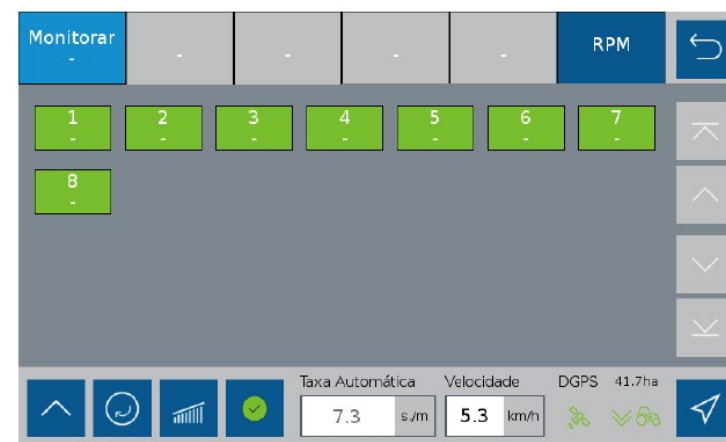 Monitorar - - - - RPM
- 
1 2 3 4 5 6 7
- - - - - - -
8
-
Taxa Automática Velocidade DGPS 41.7ha
7.3 s./m 5.3 km/h